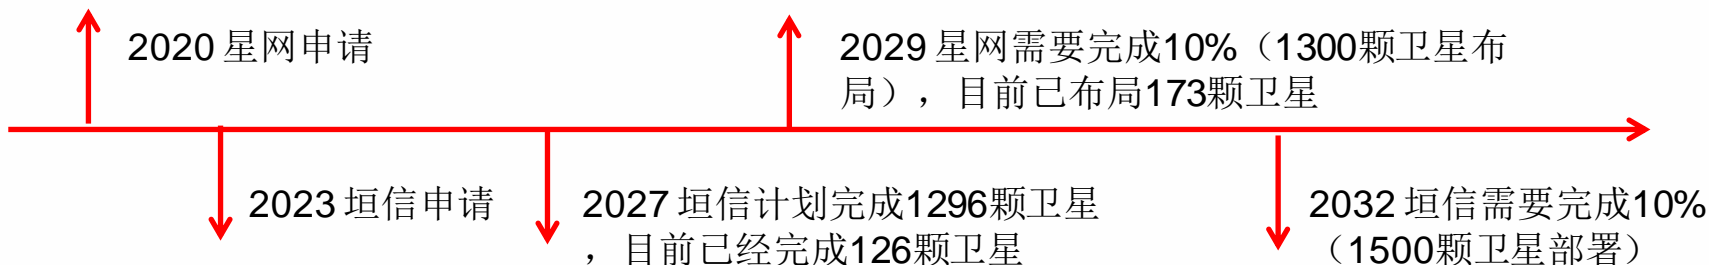 2020 星网申请
2029 星网需要完成10%（1300颗卫星布
局），目前已布局173颗卫星
2023 垣信申请
2027 垣信计划完成1296颗卫星
，目前已经完成126颗卫星
2032 垣信需要完成10%
（1500颗卫星部署）